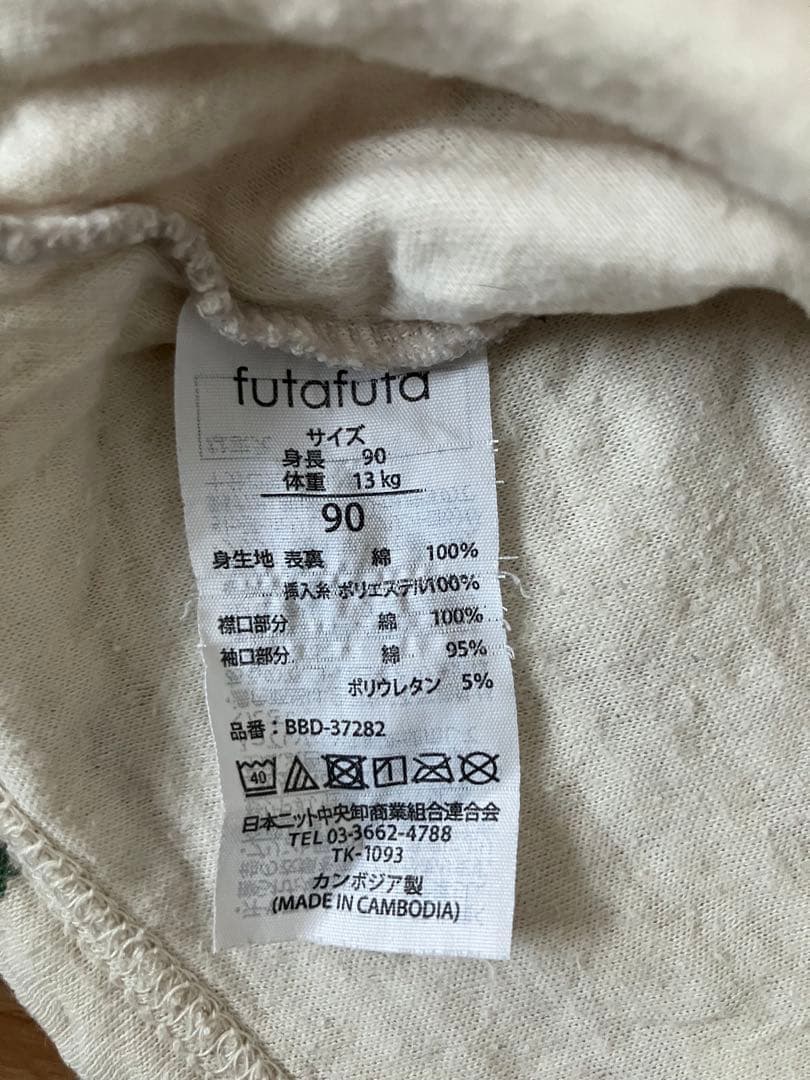 futafuta
サイズ
身長 90
体重 13 kg
90
身生地 表裏 綿 100%
挿入糸 ポリエステル100%
襟口部分 綿 100%
袖口部分 綿 95%
ポリウレタン 5%
品番：BBD-37282
40
日本ニット中央卸商業組合連合会
TEL 03-3662-4788
TK-1093
カンボジア製
(MADE IN CAMBODIA)